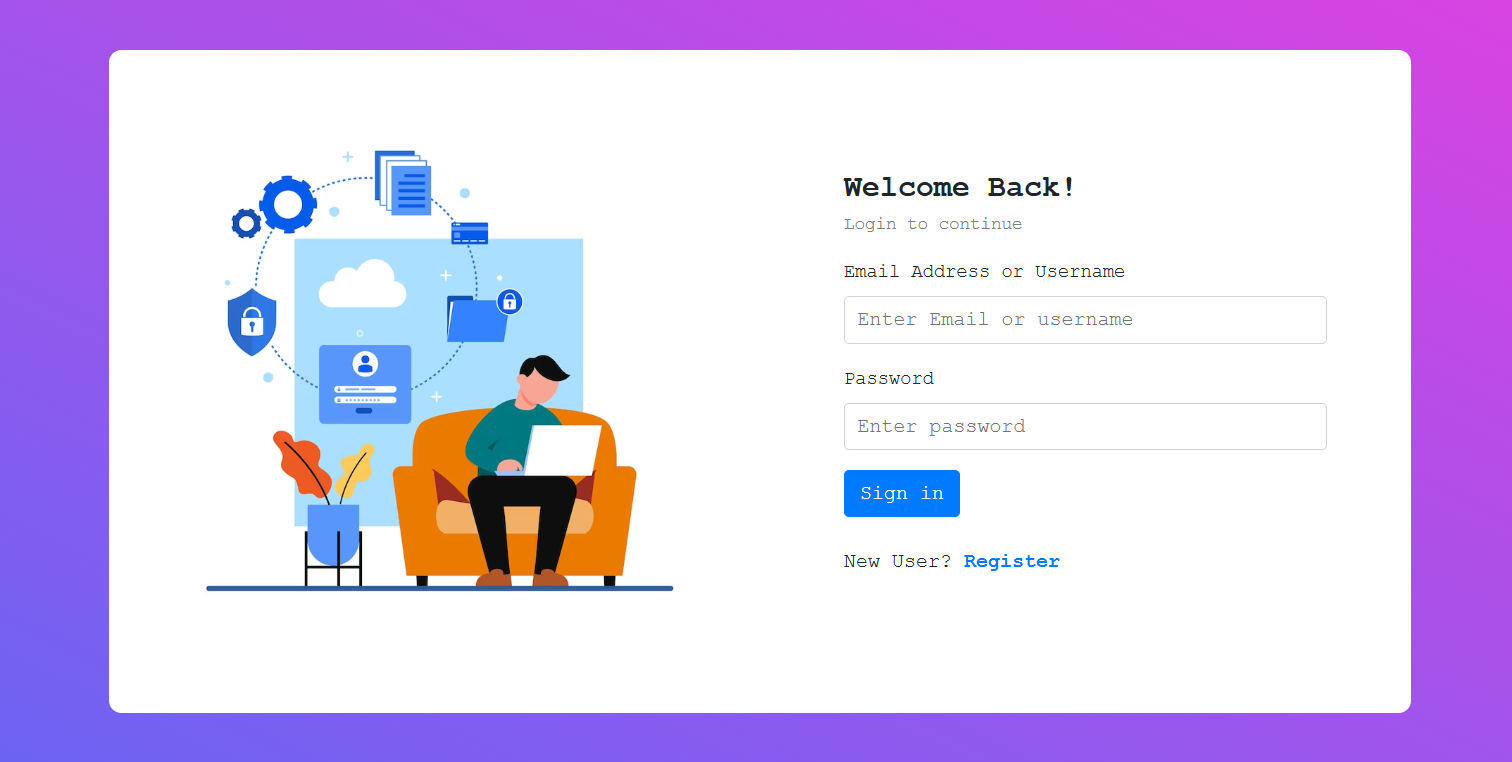 Welcome Back!
Login to continue
Email Address or Username
Enter Email or username
Password
Enter password
Sign in
New User? Register